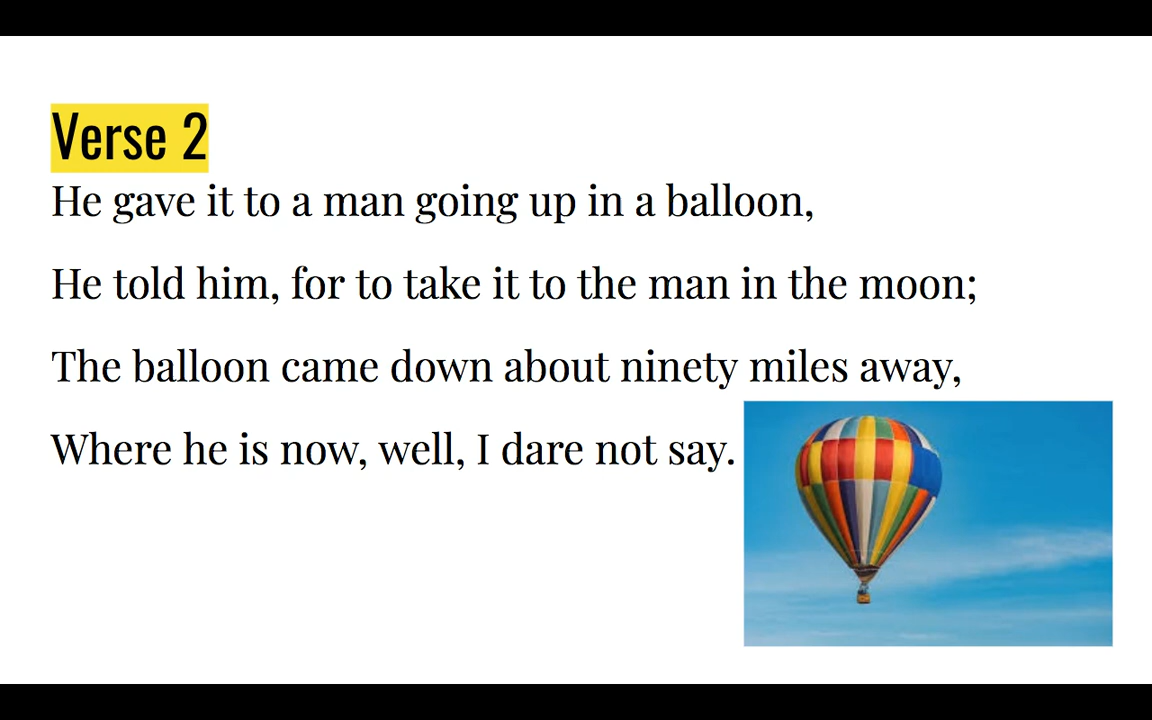 Verse 2
He gave it to a man going up in a balloon,
He told him, for to take it to the man in the moon;
The balloon came down about ninety miles away,
Where he is now, well, I dare not say.